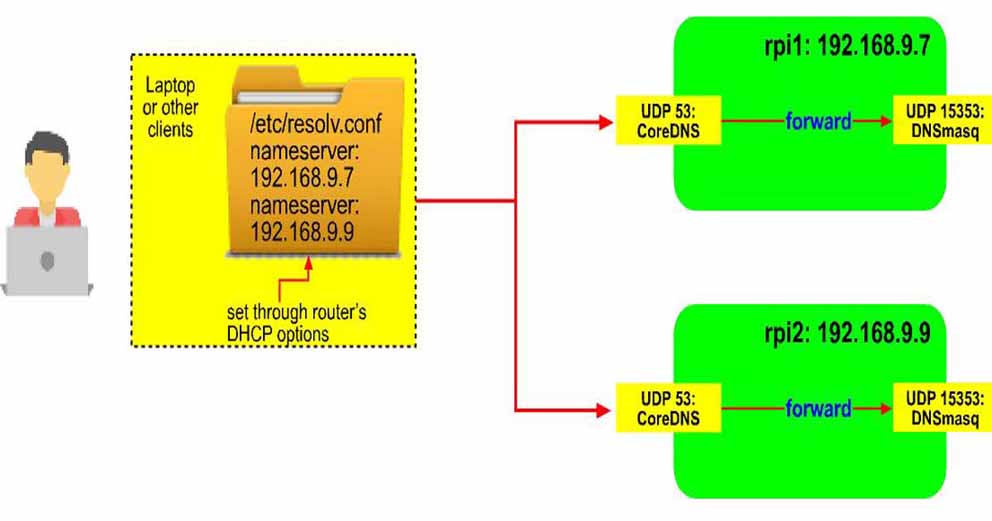 Laptop
or other
clients
/etc/resolv.conf
nameserver:
192.168.9.7
nameserver:
192.168.9.9
set through router's
DHCP options
rpi1: 192.168.9.7
UDP 53:
CoreDNS
forward
UDP 15353:
DNSmasq
rpi2: 192.168.9.9
UDP 53:
CoreDNS
forward
UDP 15353:
DNSmasq